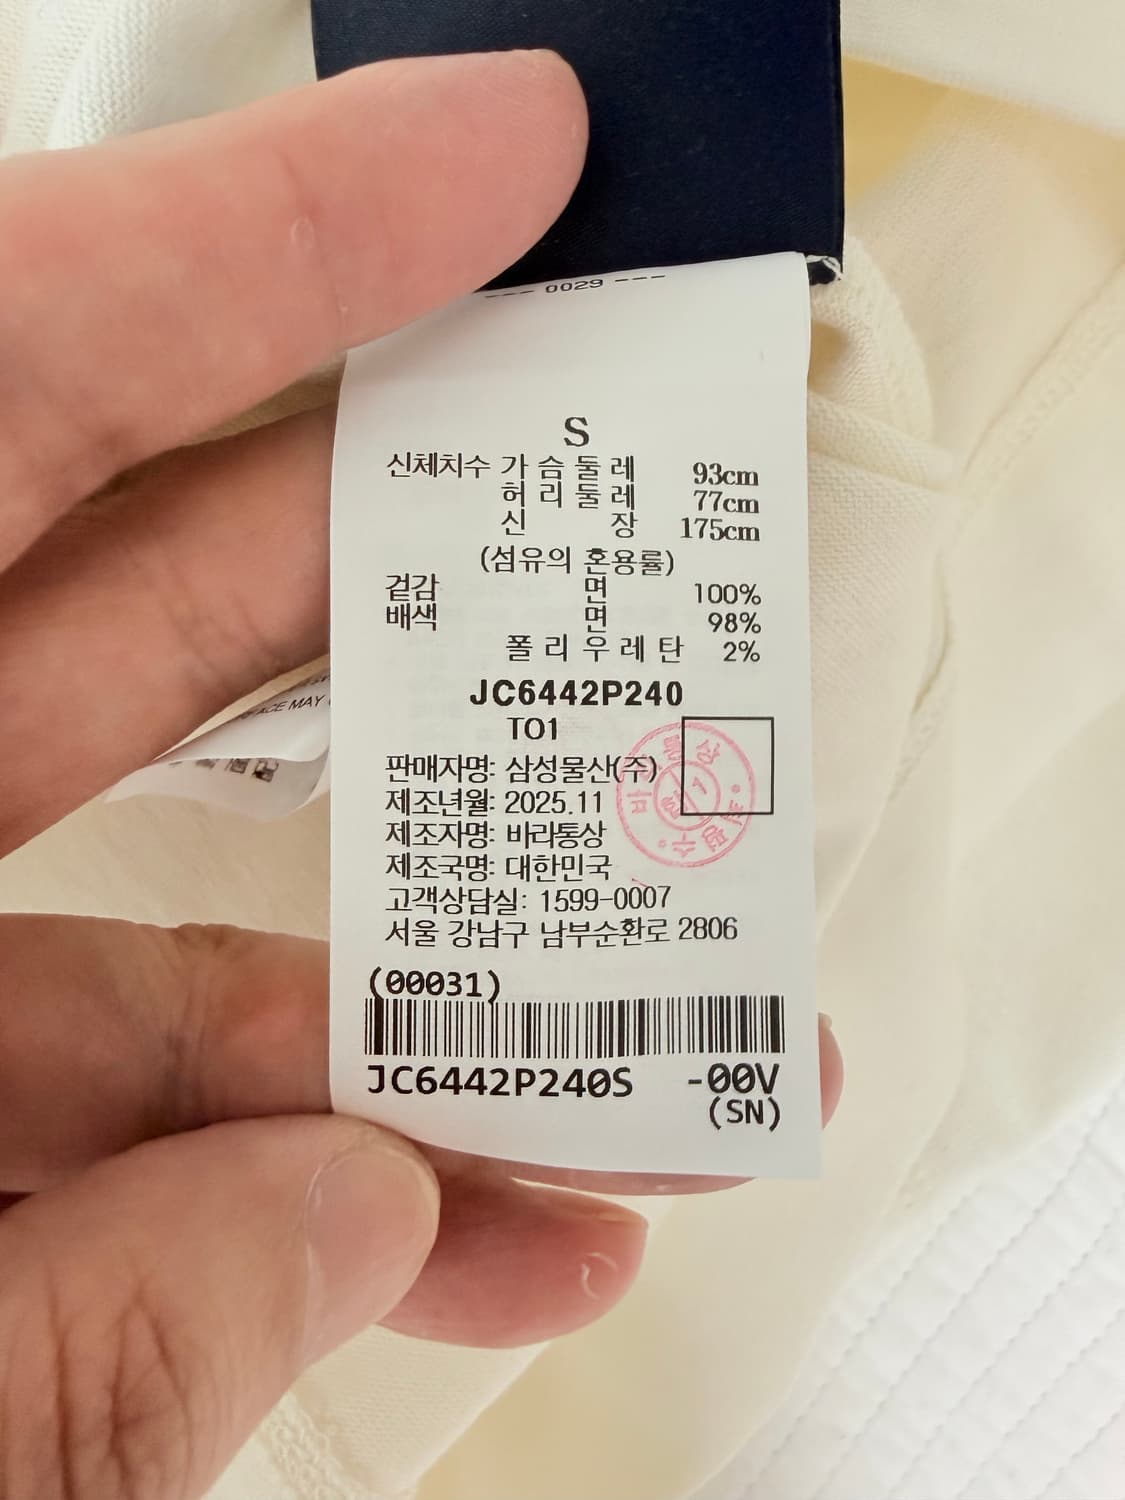 --- 0029 ---
S
신체치수 가슴둘레 93cm
허리둘레 77cm
신 장 175cm
(섬유의 혼용률)
겉감 면 100%
배색 면 98%
폴리우레탄 2%
JC6442P240
TO1
판매자명: 삼성물산(주)
제조년월: 2025.11
제조자명: 바라통상
제조국명: 대한민국
고객상담실: 1599-0007
서울 강남구 남부순환로 2806
(00031)
JC6442P240S -00V
(SN)
MAY